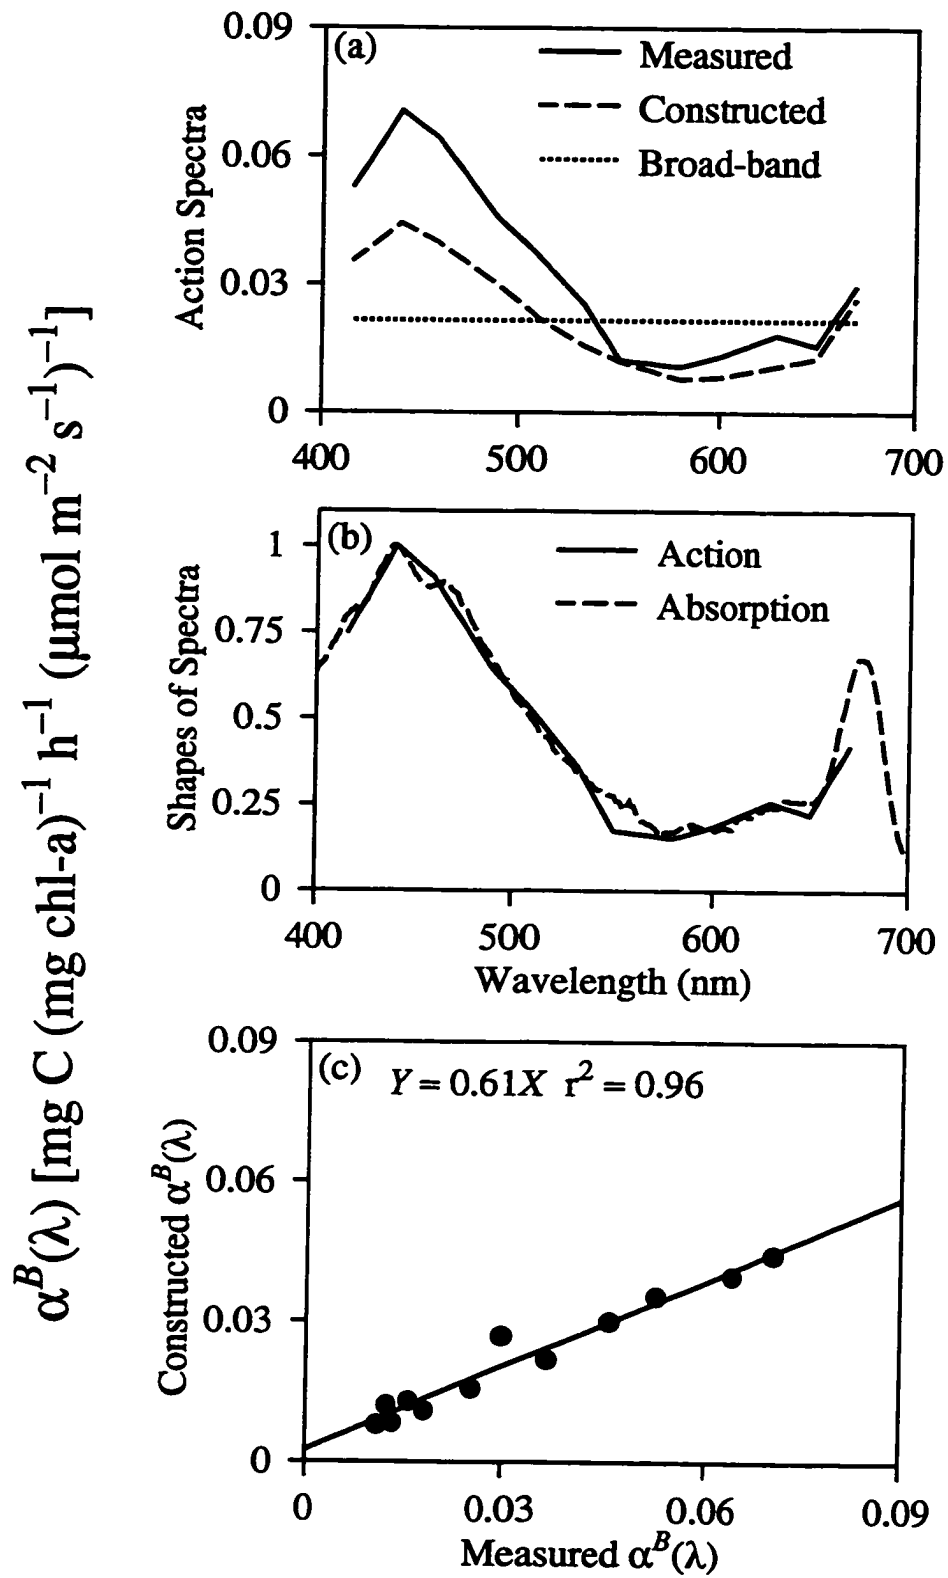 αᴮ(λ) [mg C (mg chl-a)⁻¹ h⁻¹ (μmol m⁻² s⁻¹)⁻¹]
(a)
Measured
Constructed
Broad-band
Action Spectra
0.09
0.06
0.03
0
400 500 600 700
(b)
Action
Absorption
Shapes of Spectra
1
0.75
0.5
0.25
0
400 500 600 700
Wavelength (nm)
(c) Y = 0.61X r² = 0.96
Constructed αᴮ(λ)
0.09
0.06
0.03
0
0 0.03 0.06 0.09
Measured αᴮ(λ)